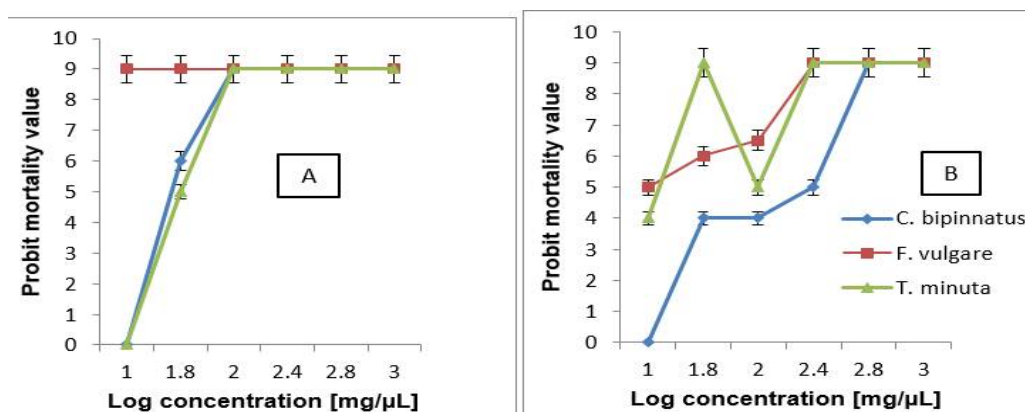 10
9
8
7
6
5
4
3
2
1
0
Probit mortality value
A
1 1.8 2 2.4 2.8 3
Log concentration [mg/µL]
10
9
8
7
6
5
4
3
2
1
0
Probit mortality value
B
C. bipinnatus
F. vulgare
T. minuta
1 1.8 2 2.4 2.8 3
Log concentration [mg/µL]